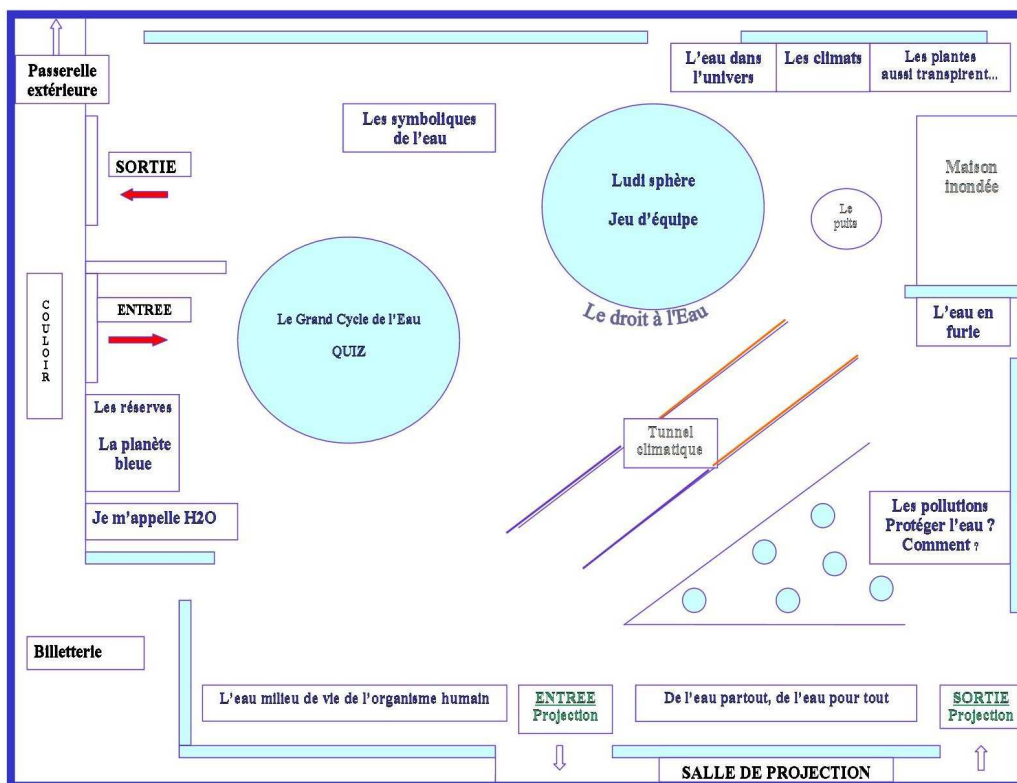 Passerelle
extérieure
L'eau dans
l'univers
Les climats
Les plantes
aussi transpirent...
Les symboliques
de l'eau
SORTIE
Ludi sphère
Jeu d'équipe
Le
puits
Maison
inondée
COULOIR
ENTREE
Le Grand Cycle de l'Eau
QUIZ
Le droit à l'Eau
L'eau en
furie
Les réserves
La planète
bleue
Tunnel
climatique
Je m'appelle H2O
Les pollutions
Protéger l'eau ?
Comment ?
Billetterie
L'eau milieu de vie de l'organisme humain
ENTREE
Projection
De l'eau partout, de l'eau pour tout
SORTIE
Projection
SALLE DE PROJECTION